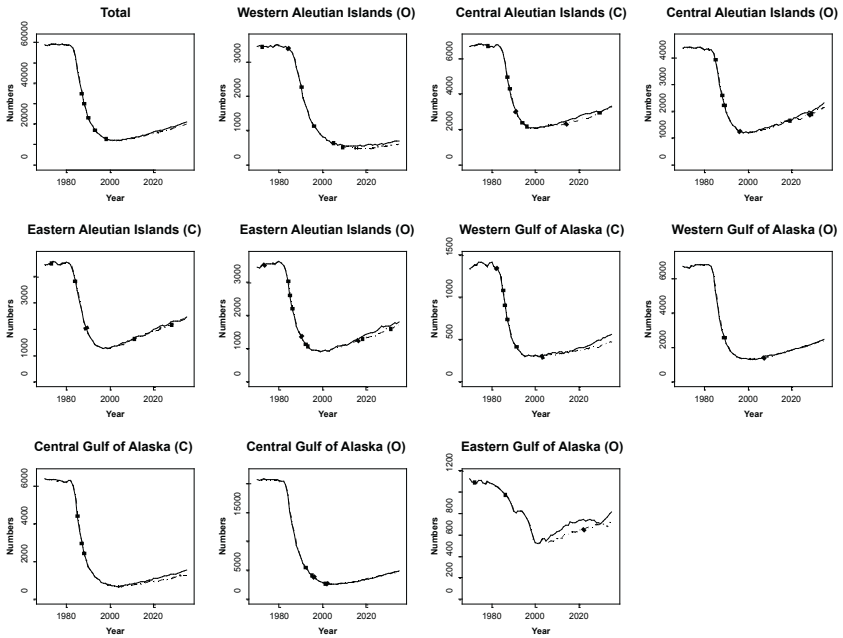 Total
Numbers
60000
40000
20000
0
1980
2000
2020
Year
Western Aleutian Islands (O)
Numbers
3000
1000
0
1980
2000
2020
Year
Central Aleutian Islands (C)
Numbers
6000
4000
2000
0
1980
2000
2020
Year
Central Aleutian Islands (O)
Numbers
4000
3000
2000
1000
0
1980
2000
2020
Year
Eastern Aleutian Islands (C)
Numbers
3000
1000
0
1980
2000
2020
Year
Eastern Aleutian Islands (O)
Numbers
3000
2000
1000
0
1980
2000
2020
Year
Western Gulf of Alaska (C)
Numbers
1500
1000
500
0
1980
2000
2020
Year
Western Gulf of Alaska (O)
Numbers
6000
4000
2000
0
1980
2000
2020
Year
Central Gulf of Alaska (C)
Numbers
6000
4000
2000
0
1980
2000
2020
Year
Central Gulf of Alaska (O)
Numbers
15000
5000
0
1980
2000
2020
Year
Eastern Gulf of Alaska (O)
Numbers
1200
800
600
400
0
1980
2000
2020
Year